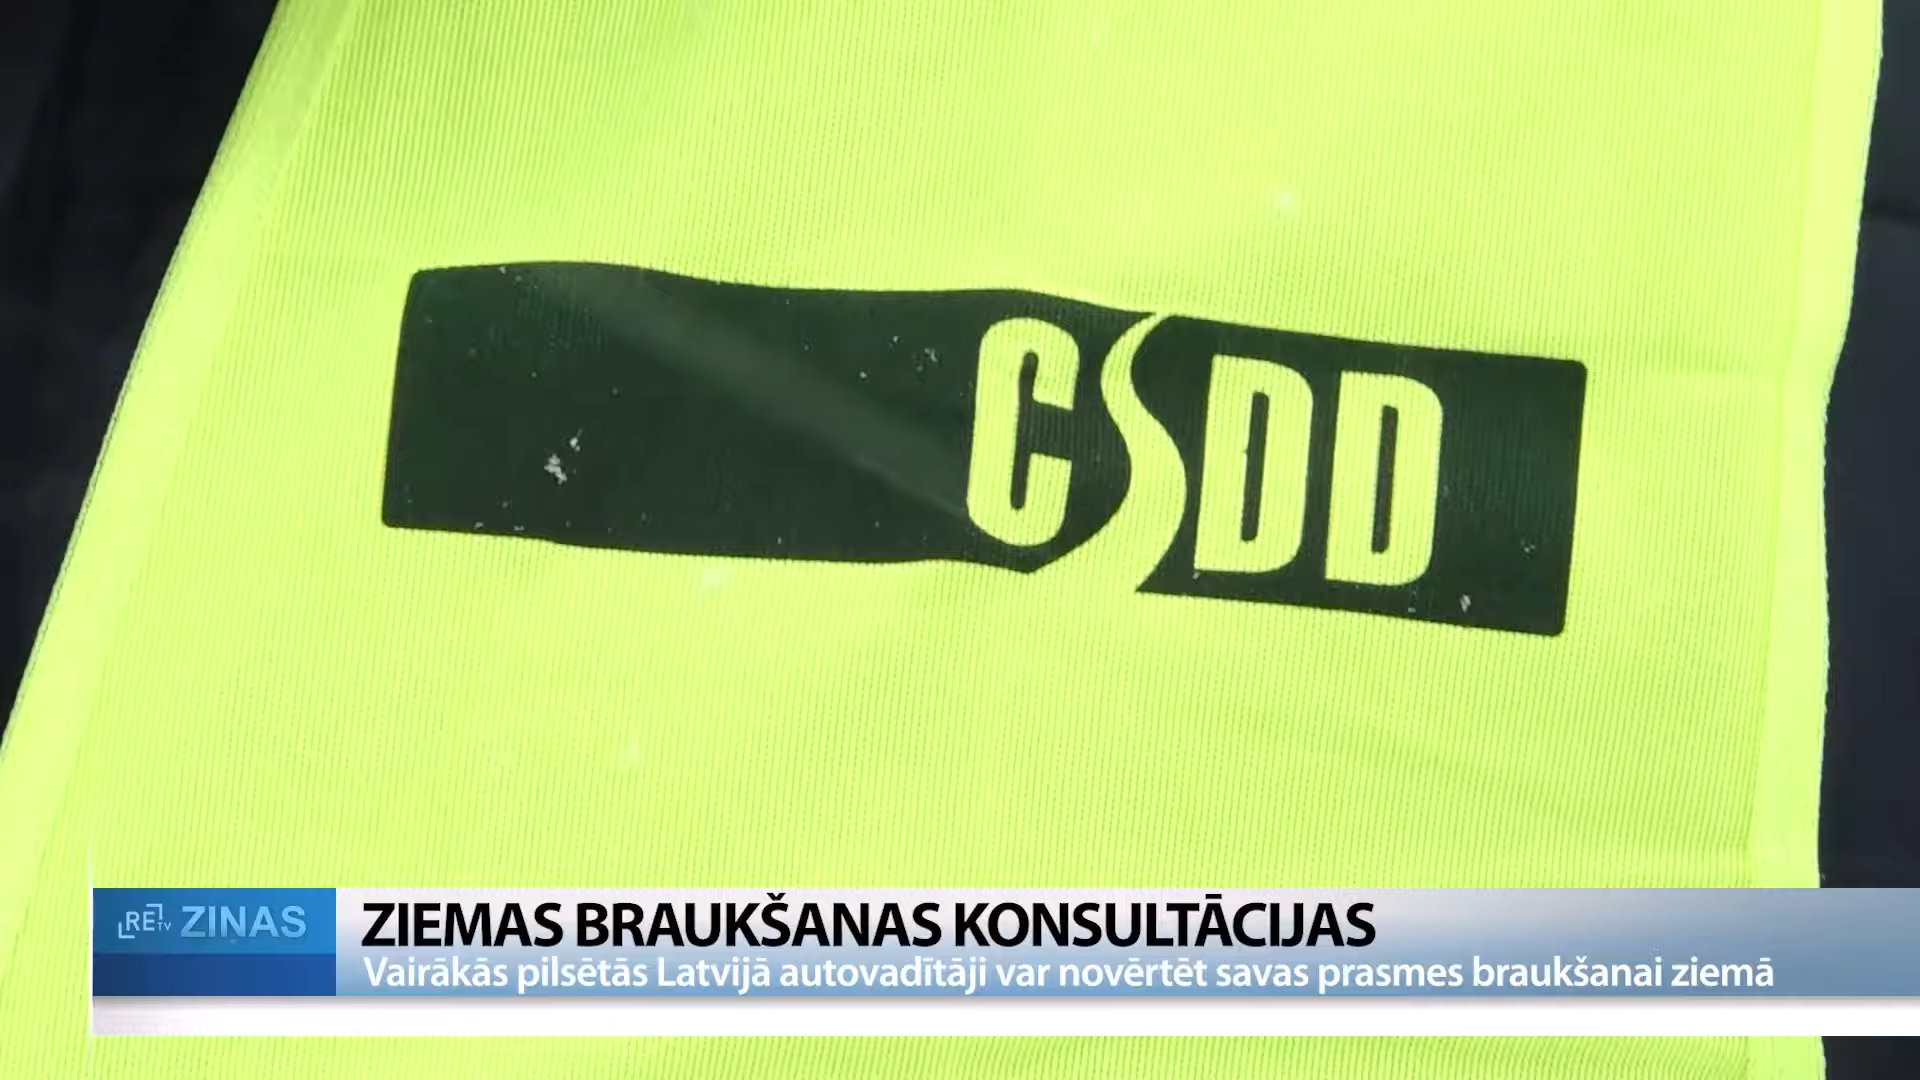 CSDD
RE TV ZIŅAS
ZIEMAS BRAUKŠANAS KONSULTĀCIJAS
Vairākās pilsētās Latvijā autovadītāji var novērtēt savas prasmes braukšanai ziemā